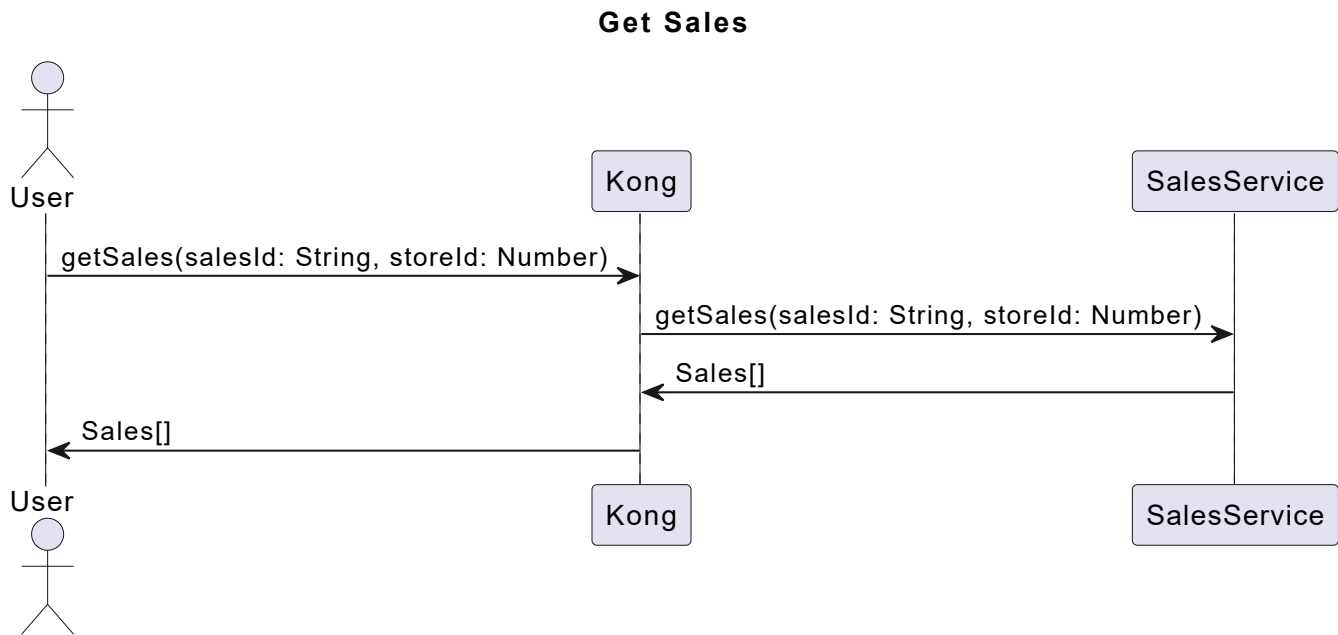 Get Sales
User
Kong
SalesService
getSales(salesId: String, storeId: Number)
getSales(salesId: String, storeId: Number)
Sales[]
Sales[]
User
Kong
SalesService